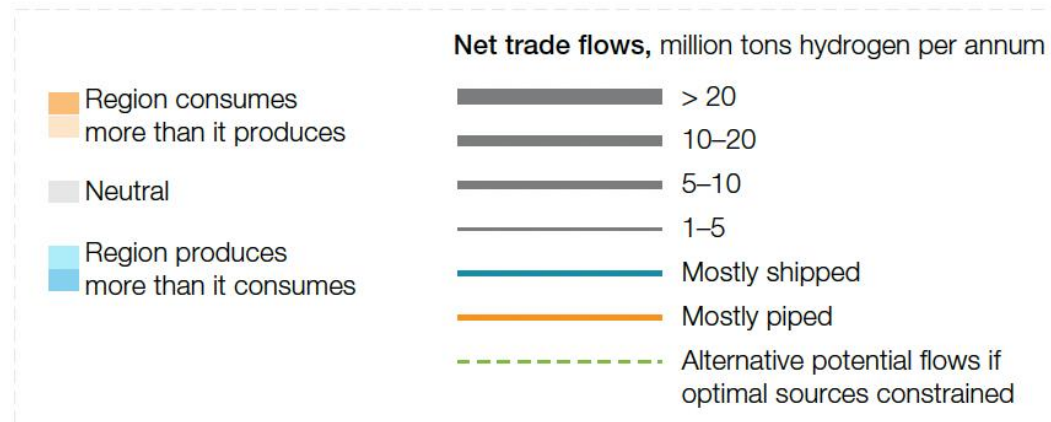 Net trade flows, million tons hydrogen per annum
Region consumes
more than it produces
Neutral
Region produces
more than it consumes
> 20
10–20
5–10
1–5
Mostly shipped
Mostly piped
Alternative potential flows if
optimal sources constrained